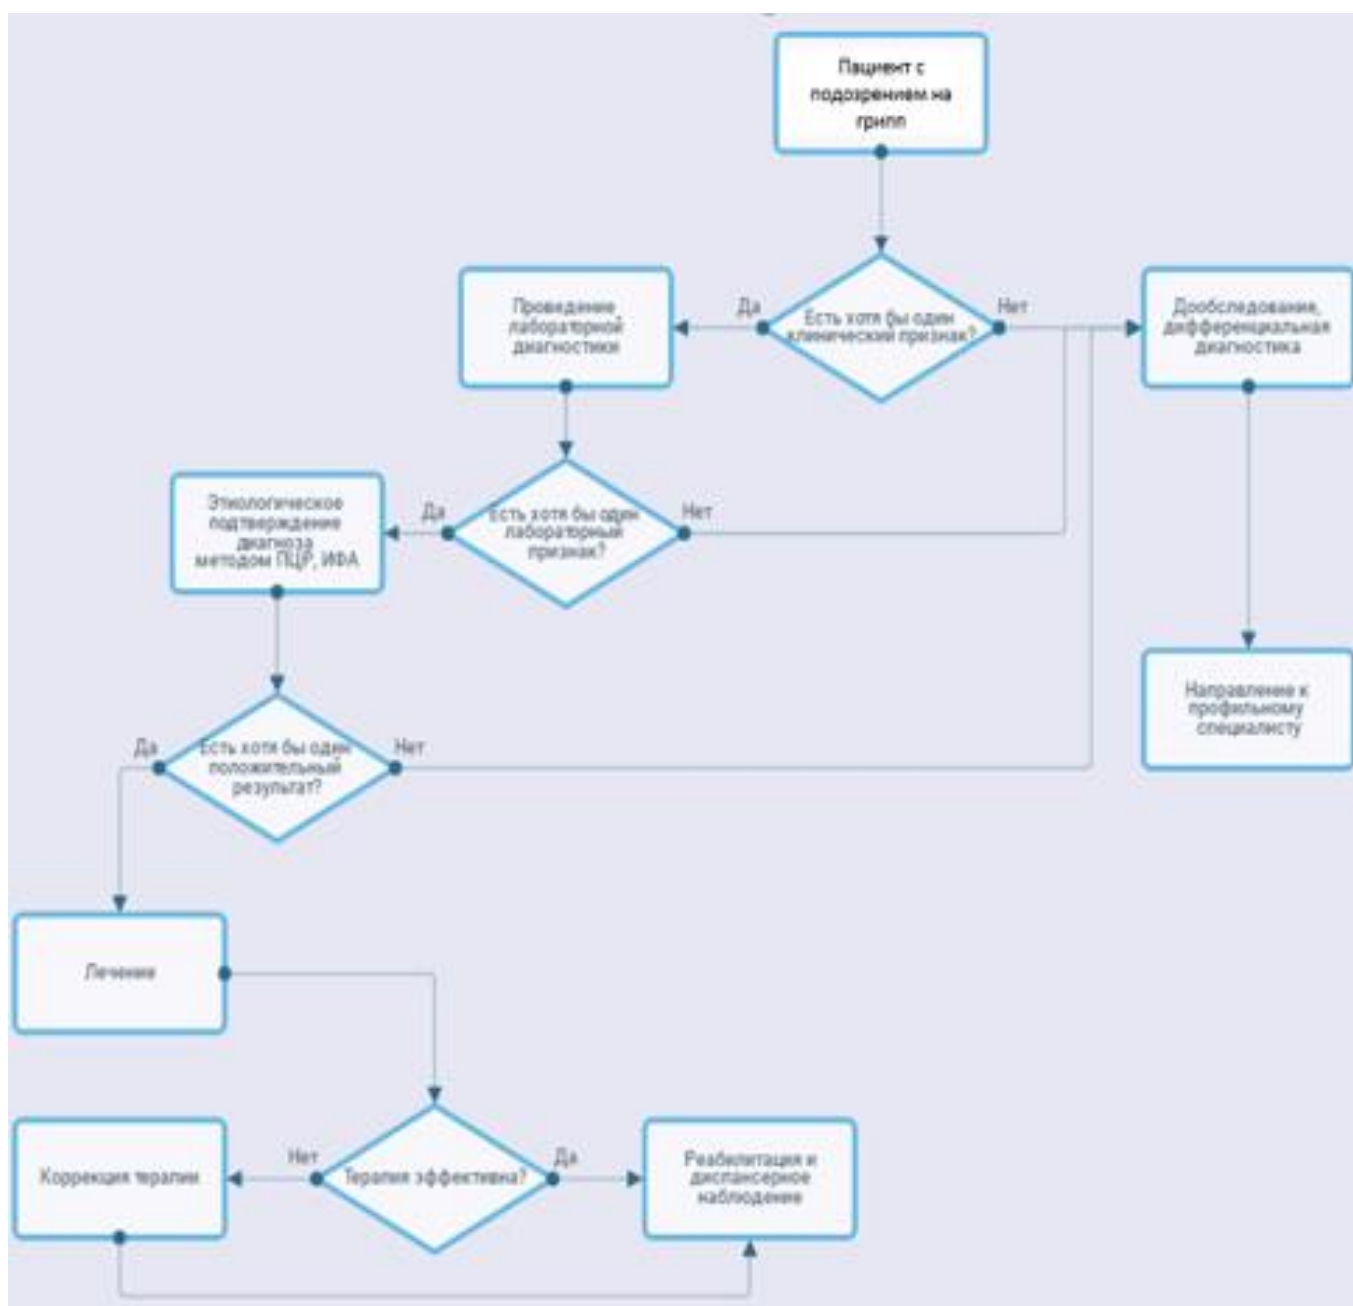 Пациент с
подозрением на
грипп
Да
Есть хотя бы один
клинический признак?
Нет
Проведение
лабораторной
диагностики
Дообследование,
дифференциальная
диагностика
Да
Есть хотя бы один
лабораторный
признак?
Нет
Этиологическое
подтверждение
диагноза
методом ПЦР, ИФА
Направление к
профильному
специалисту
Да
Есть хотя бы один
положительный
результат?
Нет
Лечение
Коррекция терапии
Нет
Терапия эффективна?
Да
Реабилитация и
диспансерное
наблюдение